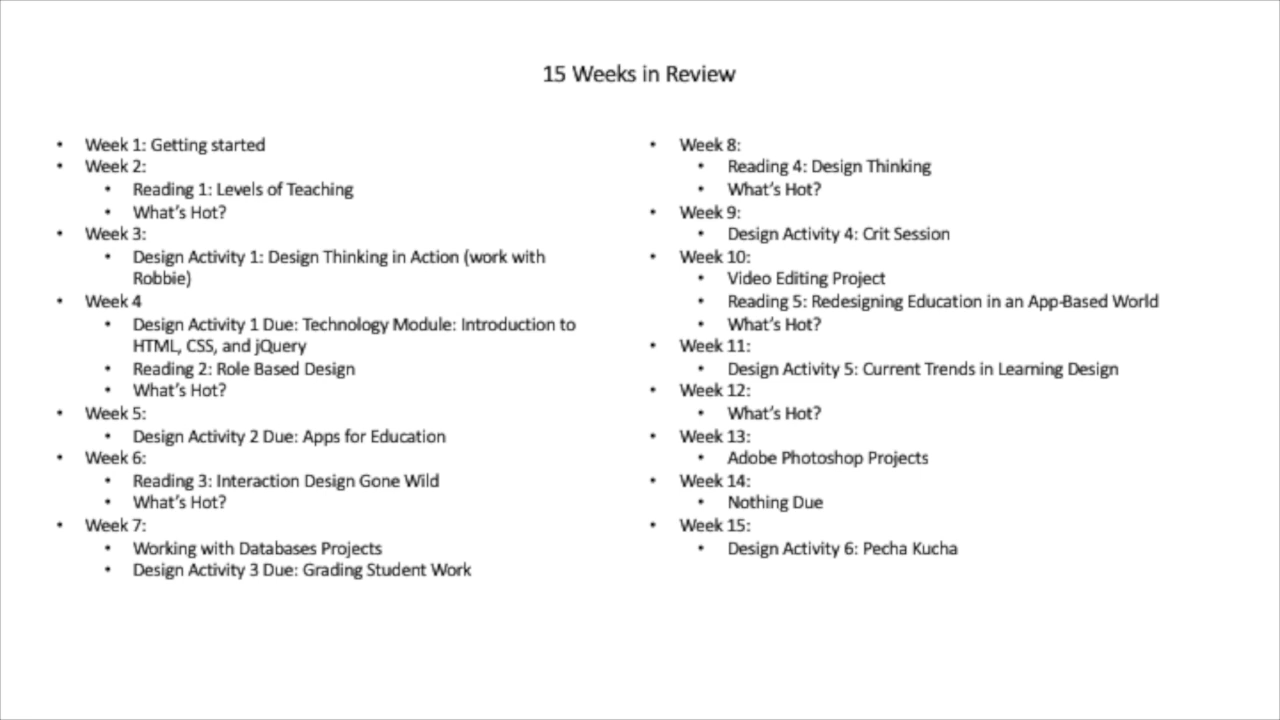 15 Weeks in Review
• Week 1: Getting started
• Week 2:
• Reading 1: Levels of Teaching
• What's Hot?
• Week 3:
• Design Activity 1: Design Thinking in Action (work with
Robbie)
• Week 4
• Design Activity 1 Due: Technology Module: Introduction to
HTML, CSS, and jQuery
• Reading 2: Role Based Design
• What's Hot?
• Week 5:
• Design Activity 2 Due: Apps for Education
• Week 6:
• Reading 3: Interaction Design Gone Wild
• What's Hot?
• Week 7:
• Working with Databases Projects
• Design Activity 3 Due: Grading Student Work
• Week 8:
• Reading 4: Design Thinking
• What's Hot?
• Week 9:
• Design Activity 4: Crit Session
• Week 10:
• Video Editing Project
• Reading 5: Redesigning Education in an App-Based World
• What's Hot?
• Week 11:
• Design Activity 5: Current Trends in Learning Design
• Week 12:
• What's Hot?
• Week 13:
• Adobe Photoshop Projects
• Week 14:
• Nothing Due
• Week 15:
• Design Activity 6: Pecha Kucha